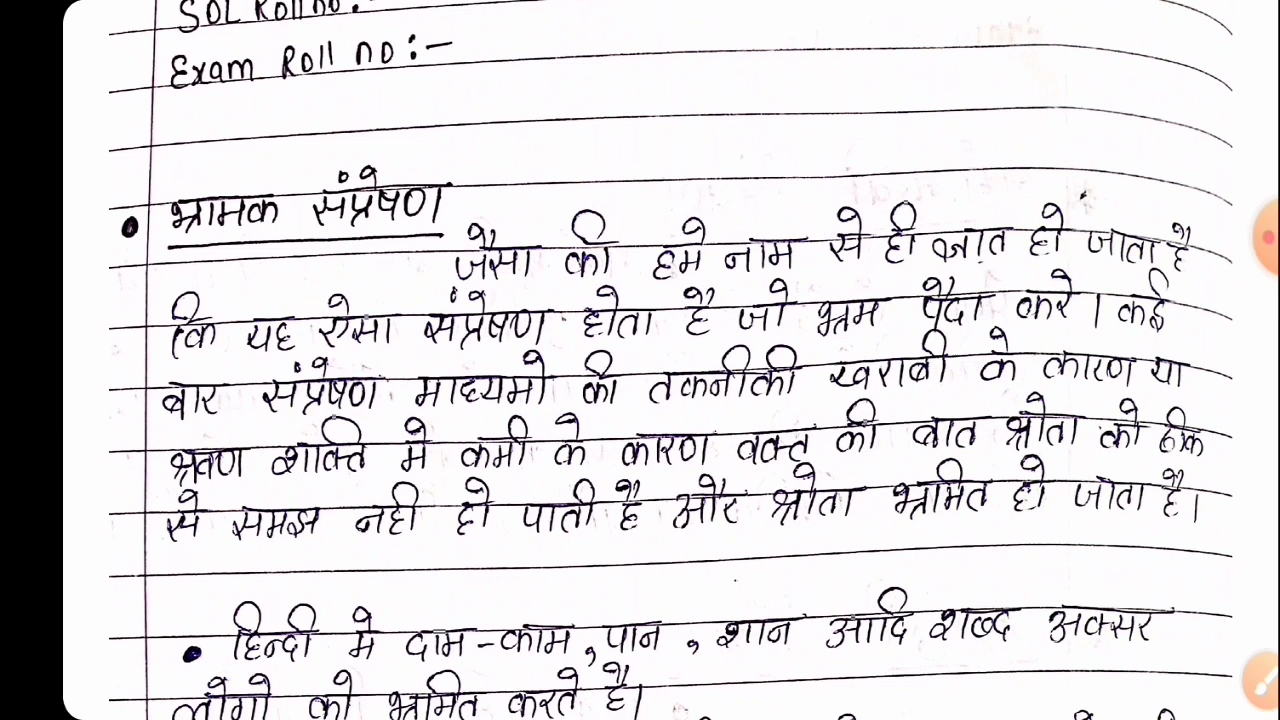 SOL Roll no:-
Exam Roll no:-
• भ्रामक संप्रेषण
जैसा की हमे नाम से ही ज्ञात हो जाता है
कि यह ऐसा संप्रेषण होता है जो भ्रम पैदा करे । कई
बार संप्रेषण माध्यमो की तकनीकी खराबी के कारण या
श्रवण शक्ति मे कमी के कारण वक्त की बात श्रोता को ठीक
से समझ नही हो पाती है और श्रोता भ्रमित हो जाता है।
• हिन्दी मे दाम-काम, पान, शान आदि शब्द अक्सर
लोगो को भ्रमित करते है।